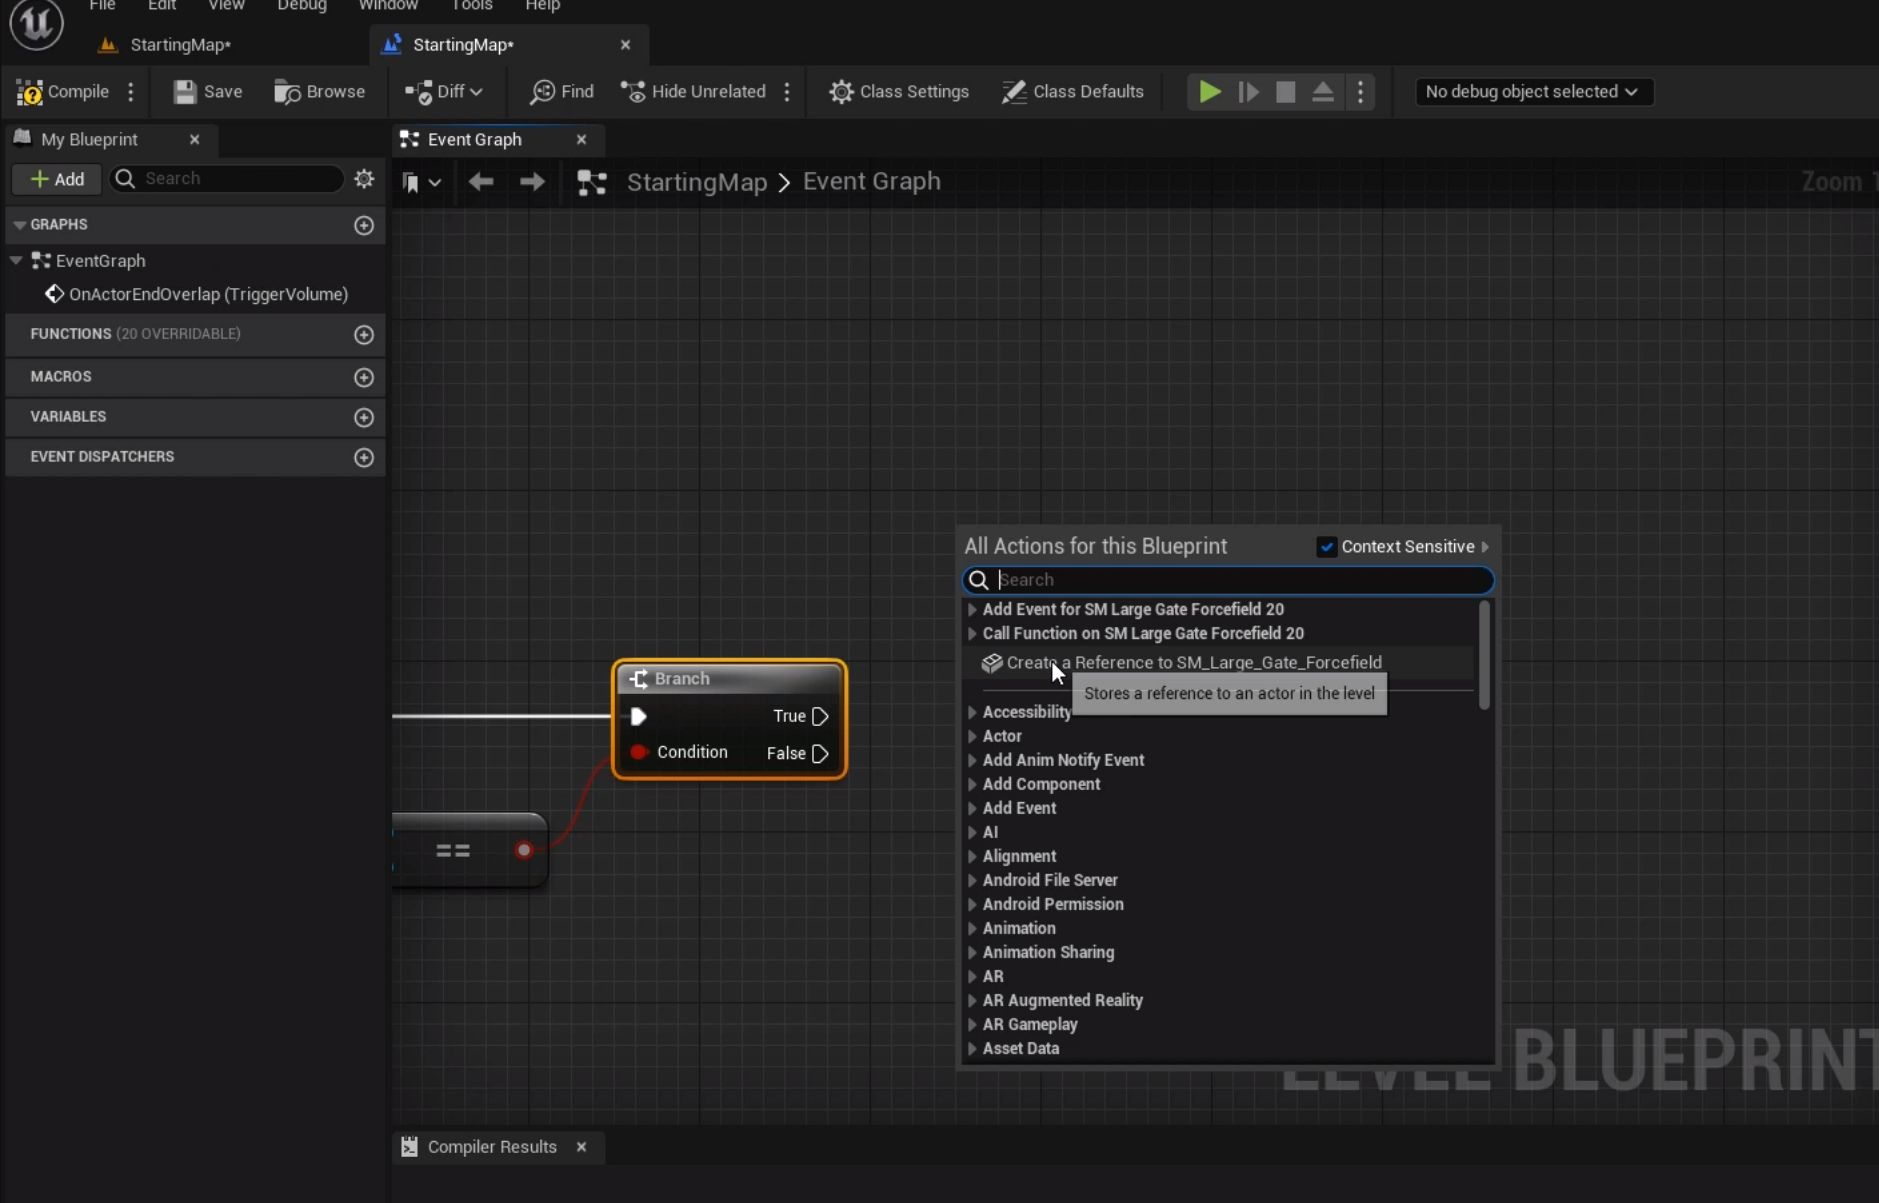 File Edit View Debug Window Tools Help
StartingMap*
StartingMap*
Compile Save Browse Diff Find Hide Unrelated Class Settings Class Defaults No debug object selected
My Blueprint
Event Graph
Add Search
StartingMap > Event Graph
Zoom
GRAPHS
EventGraph
OnActorEndOverlap (TriggerVolume)
FUNCTIONS (20 OVERRIDABLE)
MACROS
VARIABLES
EVENT DISPATCHERS
All Actions for this Blueprint
Context Sensitive
Search
Add Event for SM Large Gate Forcefield 20
Call Function on SM Large Gate Forcefield 20
Create a Reference to SM_Large_Gate_Forcefield
Stores a reference to an actor in the level
Accessibility
Actor
Add Anim Notify Event
Add Component
Add Event
AI
Alignment
Android File Server
Android Permission
Animation
Animation Sharing
AR
AR Augmented Reality
AR Gameplay
Asset Data
Branch
True
Condition
False
==
LEVEL BLUEPRINT
Compiler Results